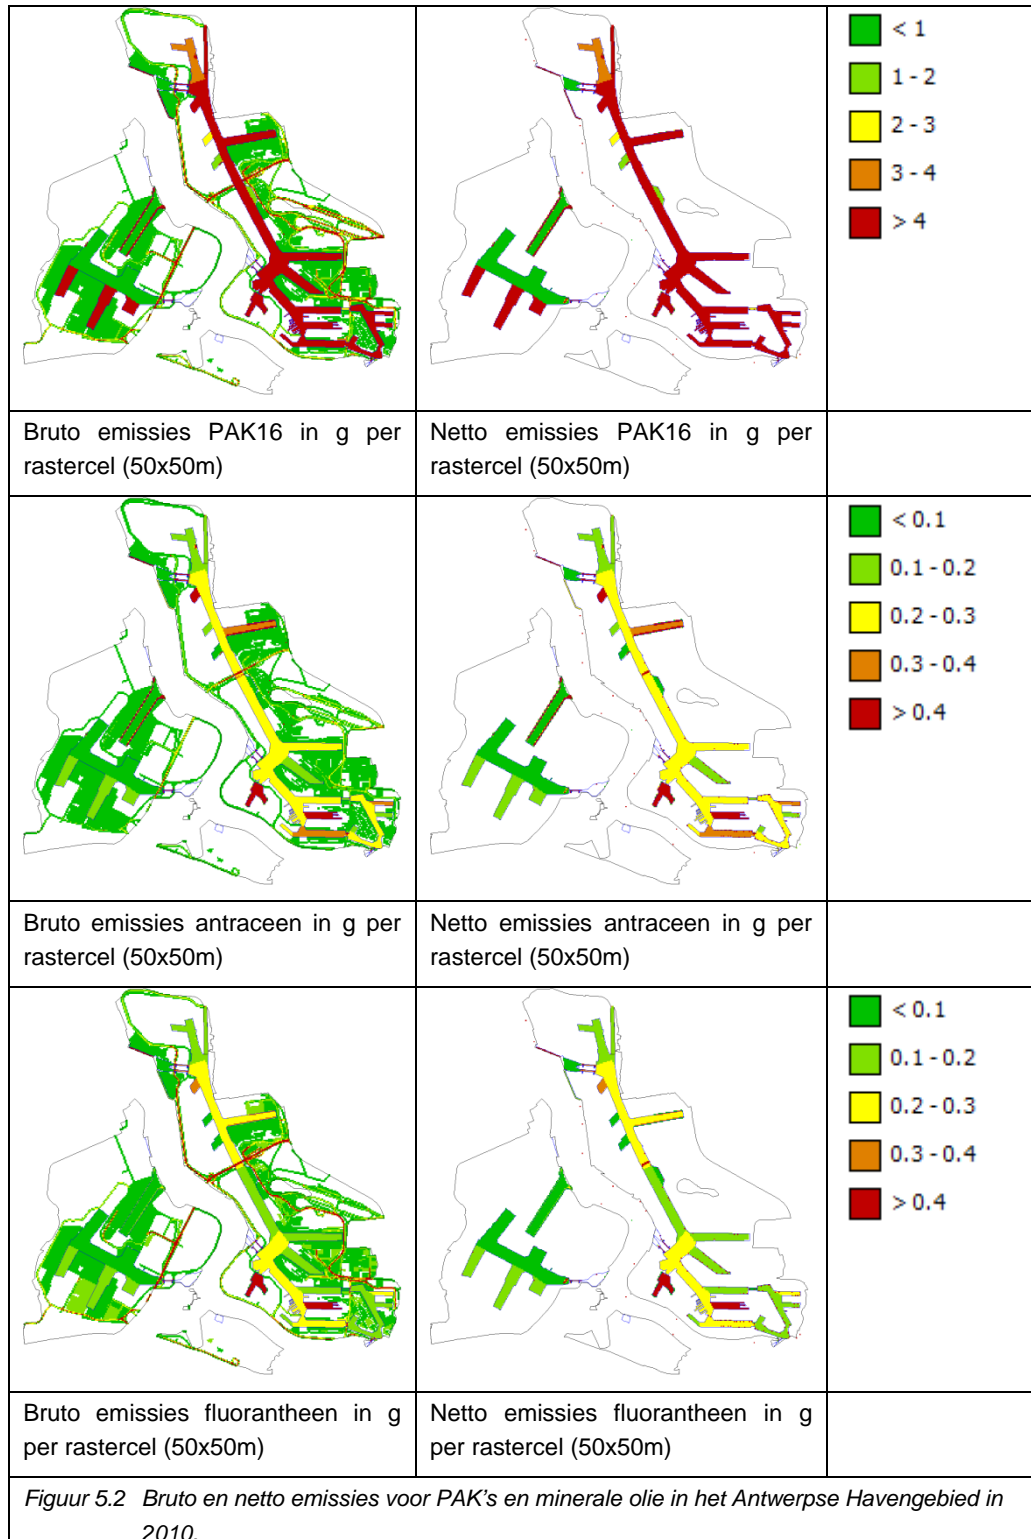 < 1
1 - 2
2 - 3
3 - 4
> 4
Bruto emissies PAK16 in g per
rastercel (50x50m)
Netto emissies PAK16 in g per
rastercel (50x50m)
< 0.1
0.1 - 0.2
0.2 - 0.3
0.3 - 0.4
> 0.4
Bruto emissies antraceen in g per
rastercel (50x50m)
Netto emissies antraceen in g per
rastercel (50x50m)
< 0.1
0.1 - 0.2
0.2 - 0.3
0.3 - 0.4
> 0.4
Bruto emissies fluorantheen in g
per rastercel (50x50m)
Netto emissies fluorantheen in g
per rastercel (50x50m)
Figuur 5.2 Bruto en netto emissies voor PAK's en minerale olie in het Antwerpse Havengebied in
2010.